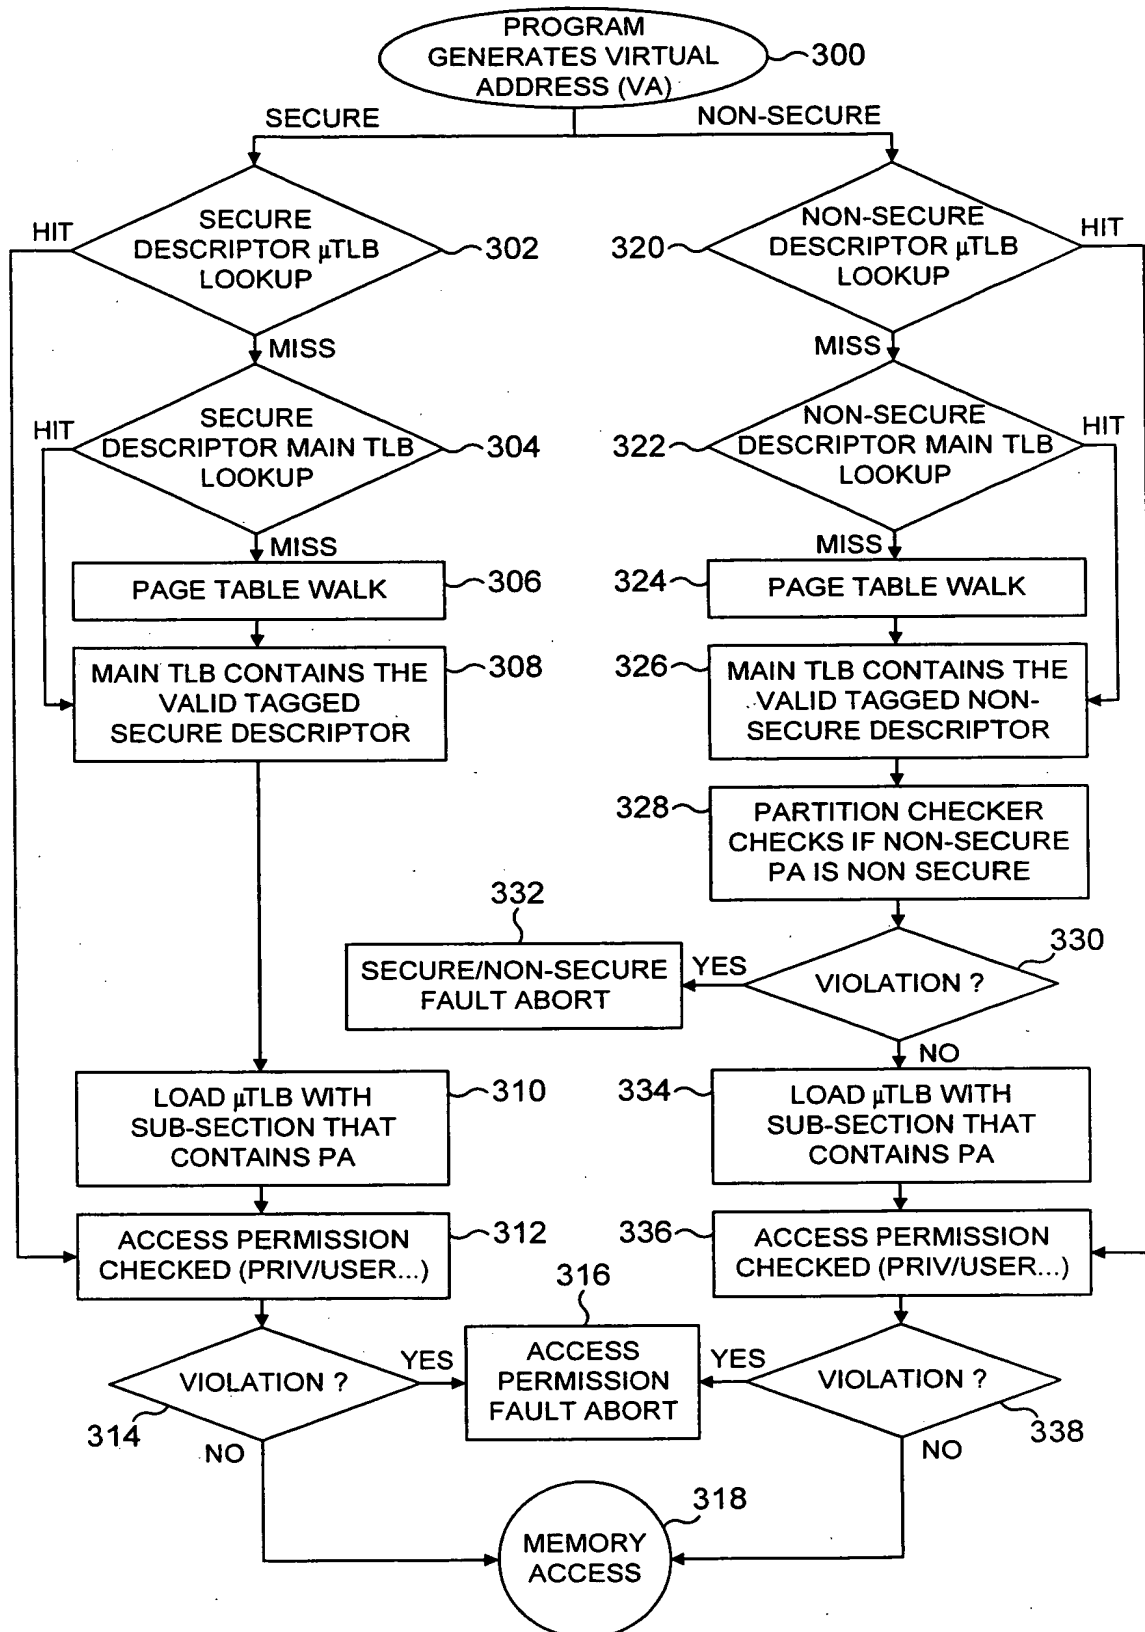 PROGRAM
GENERATES VIRTUAL
ADDRESS (VA)
300
SECURE
NON-SECURE
HIT
SECURE
DESCRIPTOR µTLB
LOOKUP
302
320
NON-SECURE
DESCRIPTOR µTLB
LOOKUP
HIT
MISS
MISS
HIT
SECURE
DESCRIPTOR MAIN TLB
LOOKUP
304
322
NON-SECURE
DESCRIPTOR MAIN TLB
LOOKUP
HIT
MISS
MISS
PAGE TABLE WALK
306
324
PAGE TABLE WALK
MAIN TLB CONTAINS THE
VALID TAGGED
SECURE DESCRIPTOR
308
326
MAIN TLB CONTAINS THE
VALID TAGGED NON-
SECURE DESCRIPTOR
328
PARTITION CHECKER
CHECKS IF NON-SECURE
PA IS NON SECURE
332
SECURE/NON-SECURE
FAULT ABORT
YES
VIOLATION ?
330
NO
LOAD µTLB WITH
SUB-SECTION THAT
CONTAINS PA
310
334
LOAD µTLB WITH
SUB-SECTION THAT
CONTAINS PA
ACCESS PERMISSION
CHECKED (PRIV/USER...)
312
336
ACCESS PERMISSION
CHECKED (PRIV/USER...)
316
VIOLATION ?
314
YES
ACCESS
PERMISSION
FAULT ABORT
YES
VIOLATION ?
338
NO
NO
318
MEMORY
ACCESS